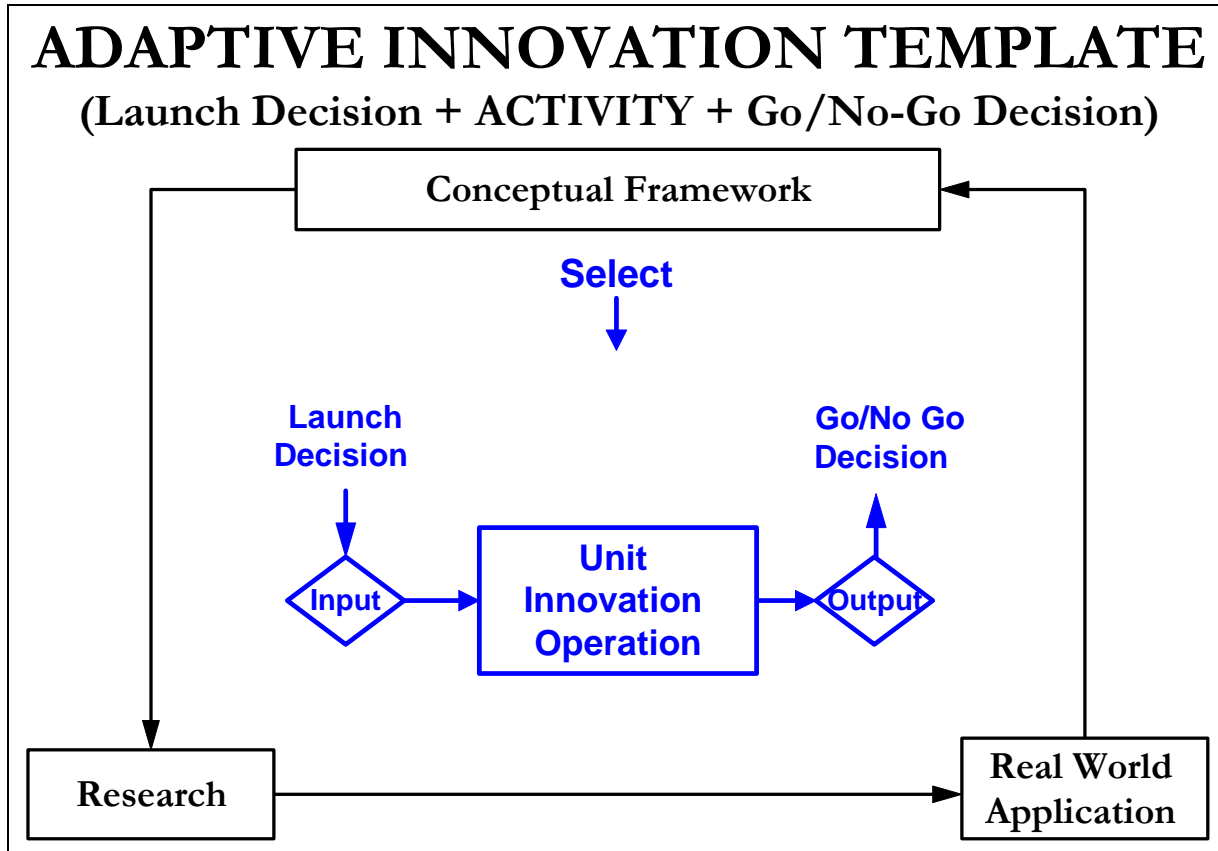 ADAPTIVE INNOVATION TEMPLATE
(Launch Decision + ACTIVITY + Go/No-Go Decision)
Conceptual Framework
Select
Launch
Decision
Go/No Go
Decision
Input
Unit
Innovation
Operation
Output
Research
Real World
Application